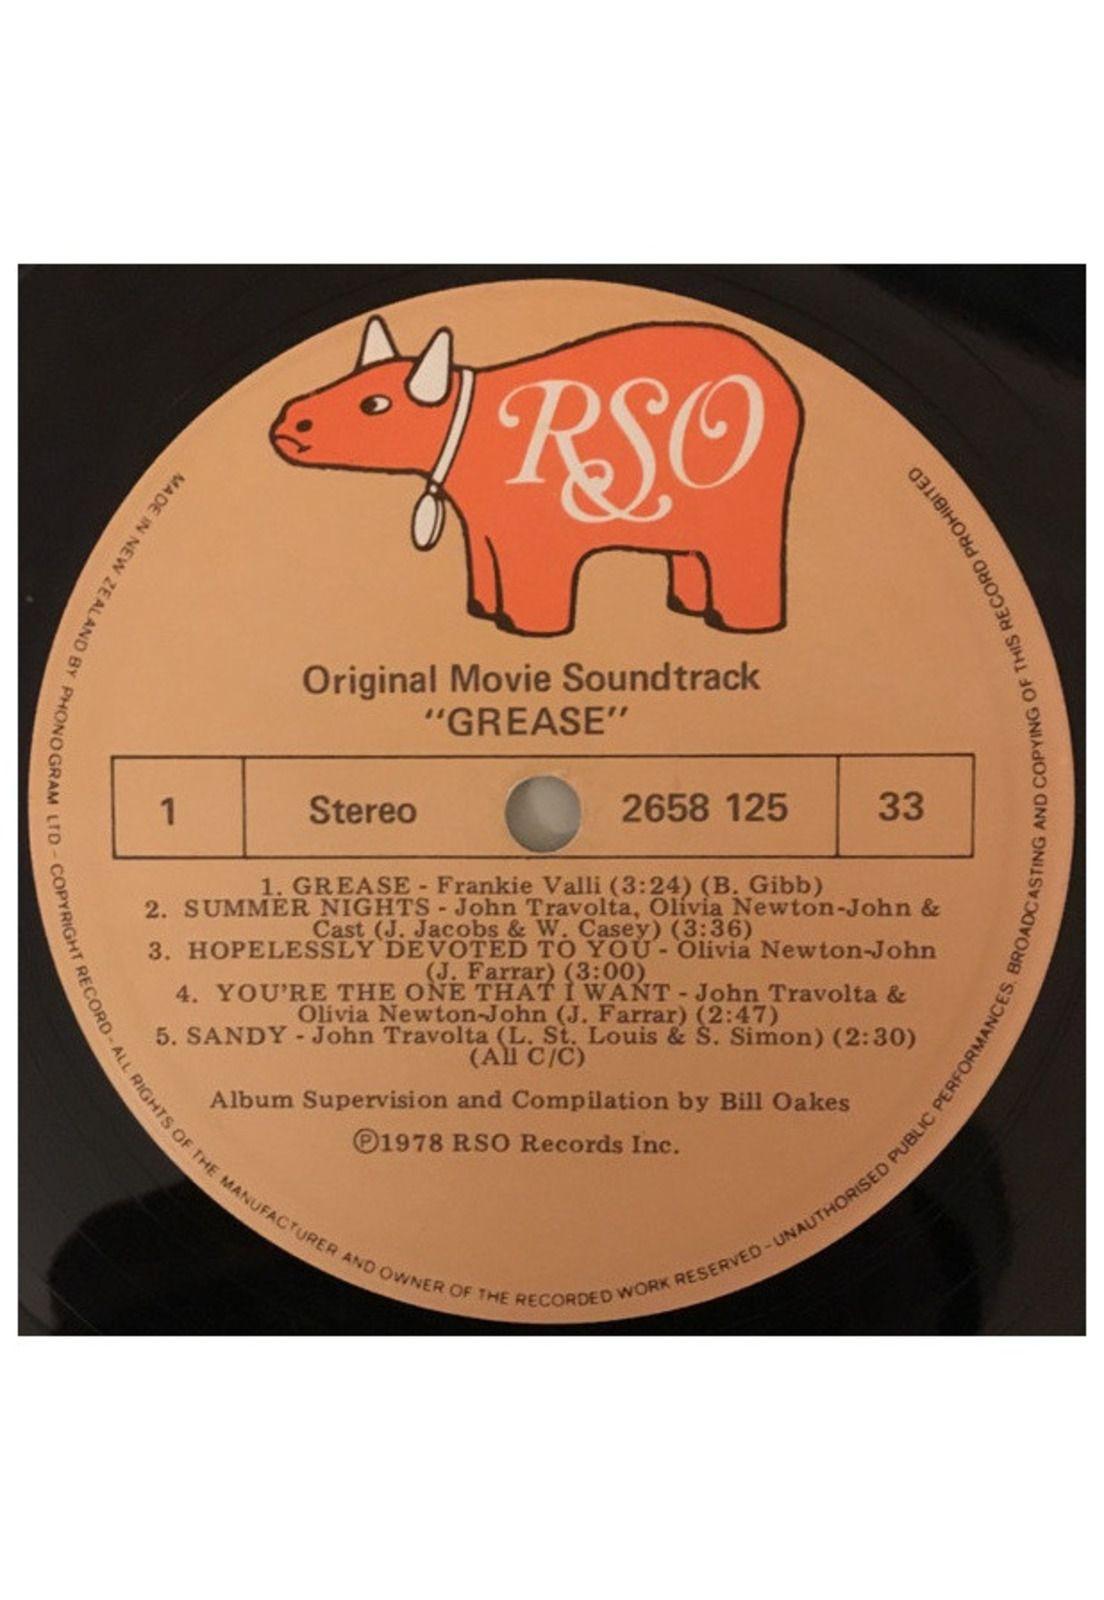 RSO
Original Movie Soundtrack
“GREASE”
1 Stereo 2658 125 33
1. GREASE - Frankie Valli (3:24) (B. Gibb)
2. SUMMER NIGHTS - John Travolta, Olivia Newton-John &
Cast (J. Jacobs & W. Casey) (3:36)
3. HOPELESSLY DEVOTED TO YOU - Olivia Newton-John
(J. Farrar) (3:00)
4. YOU'RE THE ONE THAT I WANT - John Travolta &
Olivia Newton-John (J. Farrar) (2:47)
5. SANDY - John Travolta (L. St. Louis & S. Simon) (2:30)
(All C/C)
Album Supervision and Compilation by Bill Oakes
Ⓟ1978 RSO Records Inc.
MADE IN NEW ZEALAND BY PHONOGRAM LTD - COPYRIGHT RECORD - ALL RIGHTS OF THE MANUFACTURER AND OWNER OF THE RECORDED WORK RESERVED - UNAUTHORISED PUBLIC PERFORMANCES, BROADCASTING AND COPYING OF THIS RECORD PROHIBITED